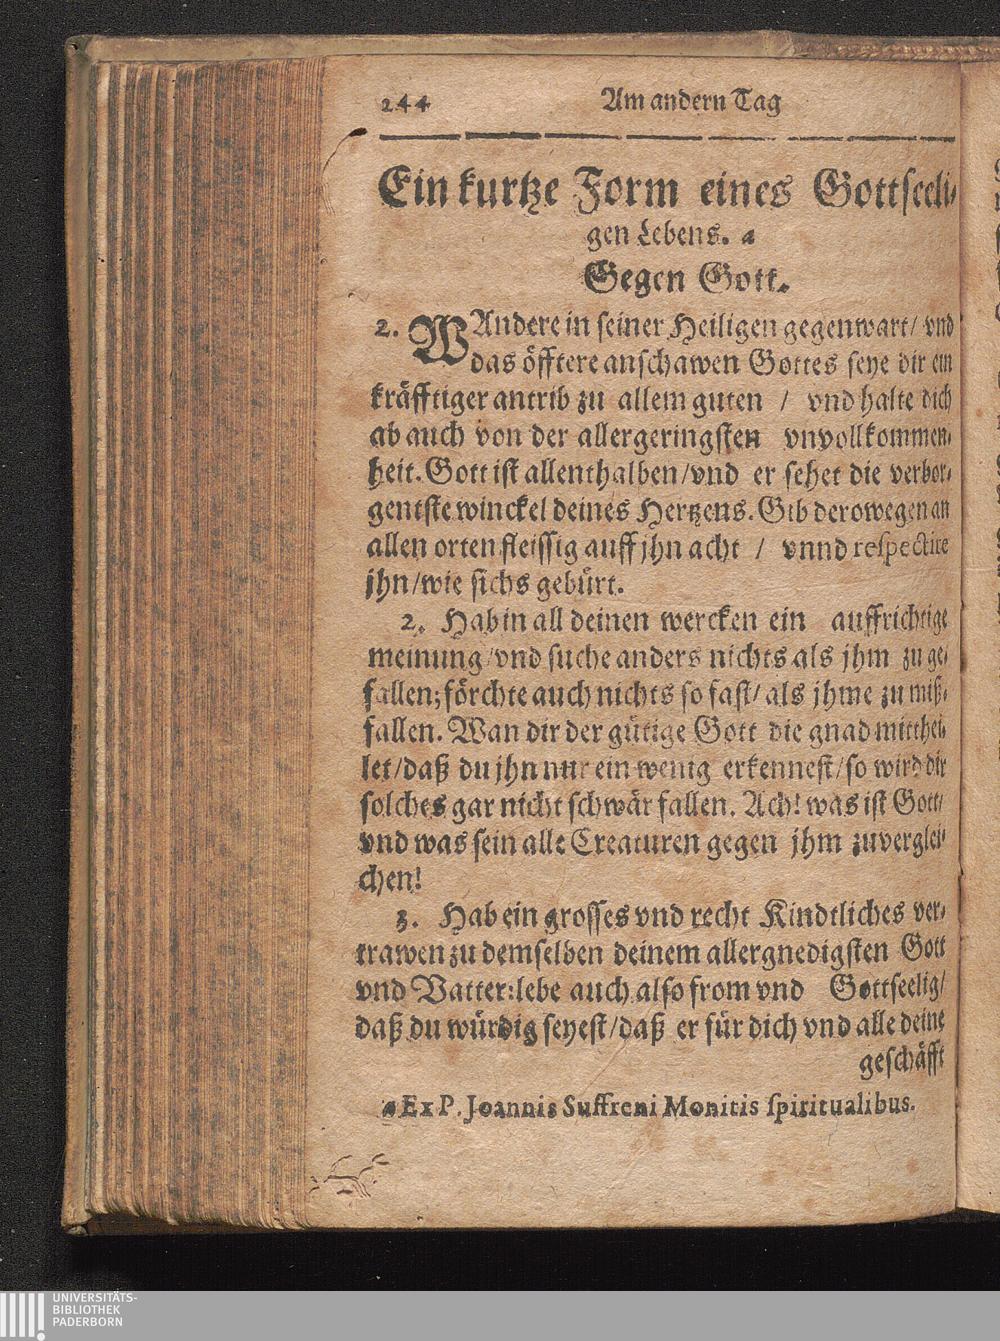 244 Am andern Tag
Ein kurtze Form eines Gottseeli-
gen Lebens. a
Gegen Gott.
2. WAndere in seiner Heiligen gegenwart/ vnd
das öfftere anschawen Gottes seye dir ein
kräfftiger antrib zu allem guten / vnd halte dich
ab auch von der allergeringsten vnvollkommen-
heit. Gott ist allenthalben/vnd er sehet die verbor-
gentste winckel deines Hertzens. Gib derowegen an
allen orten fleissig auff jhn acht / vnnd respectire
jhn/wie sichs gebürt.
2. Hab in all deinen wercken ein auffrichtige
meinung/vnd suche anders nichts als jhm zu ge-
fallen; förchte auch nichts so fast/ als jhme zu miß-
fallen. Wan dir der gütige Gott die gnad mitthei-
let/daß du jhn nur ein wenig erkennest/so wird dir
solches gar nicht schwär fallen. Ach! was ist Gott/
vnd was sein alle Creaturen gegen jhm zuverglei-
chen!
3. Hab ein grosses vnd recht Kindtliches ver-
trawen zu demselben deinem allergnedigsten Gott
vnd Vatter: lebe auch also from vnd Gottseelig/
daß du würdig seyest/daß er für dich vnd alle deine
geschäfft
a Ex P. Joannis Suffreni Monitis spiritualibus.
UNIVERSITÄTS-
BIBLIOTHEK
PADERBORN